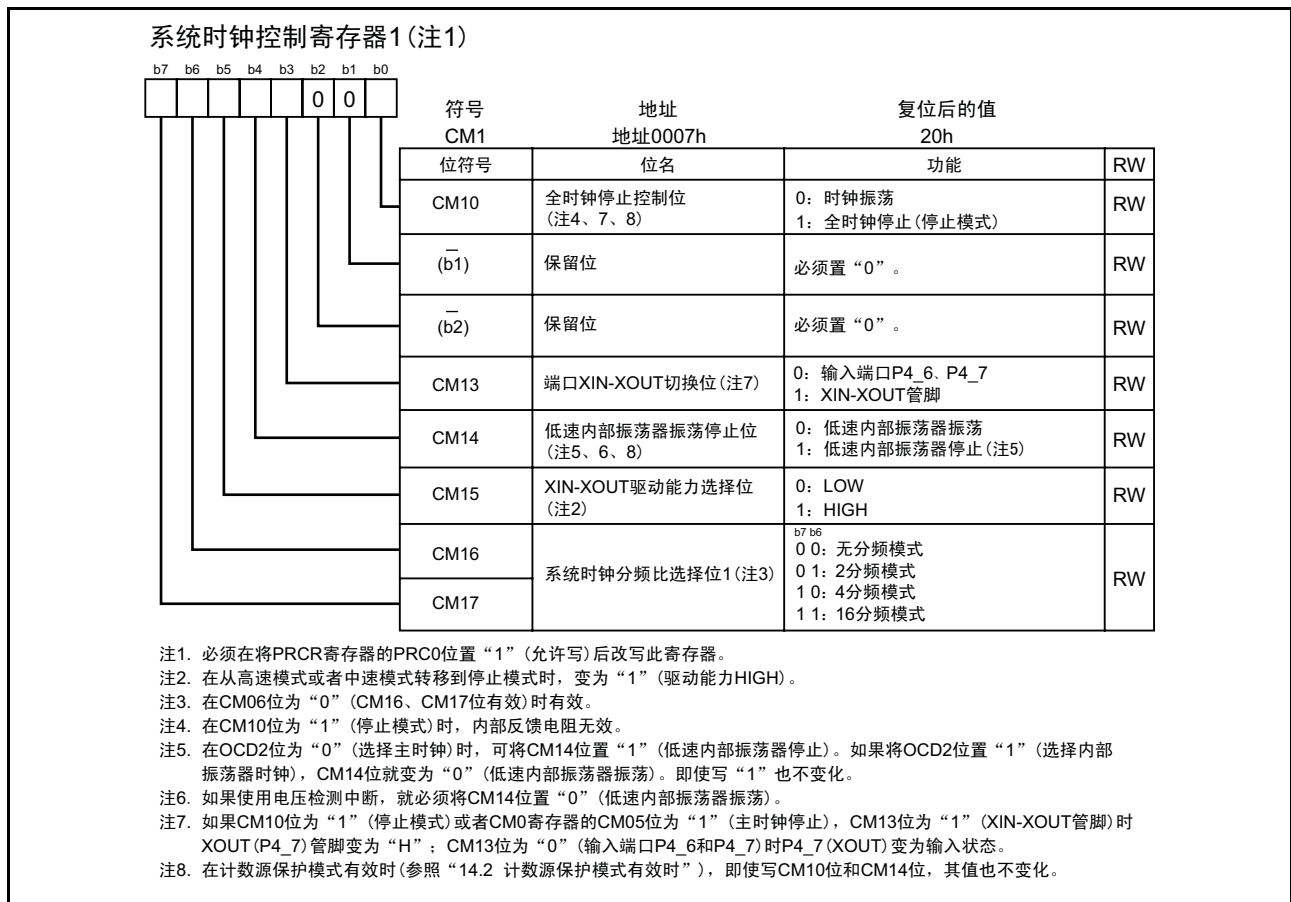 系统时钟控制寄存器1(注1)
b7 b6 b5 b4 b3 b2 b1 b0
0 0
符号 地址 复位后的值
CM1 地址0007h 20h
位符号 位名 功能 RW
CM10 全时钟停止控制位 0：时钟振荡 RW
(注4、7、8) 1：全时钟停止(停止模式)
—
(b1) 保留位 必须置“0”。 RW
—
(b2) 保留位 必须置“0”。 RW
CM13 端口XIN-XOUT切换位(注7) 0：输入端口P4_6、P4_7 RW
1：XIN-XOUT管脚
CM14 低速内部振荡器振荡停止位 0：低速内部振荡器振荡 RW
(注5、6、8) 1：低速内部振荡器停止(注5)
CM15 XIN-XOUT驱动能力选择位 0：LOW RW
(注2) 1：HIGH
b7 b6
CM16 0 0：无分频模式
系统时钟分频比选择位1(注3) 0 1：2分频模式 RW
1 0：4分频模式
CM17 1 1：16分频模式
注1. 必须在将PRCR寄存器的PRC0位置“1”(允许写)后改写此寄存器。
注2. 在从高速模式或者中速模式转移到停止模式时，变为“1”(驱动能力HIGH)。
注3. 在CM06位为“0”(CM16、CM17位有效)时有效。
注4. 在CM10位为“1”(停止模式)时，内部反馈电阻无效。
注5. 在OCD2位为“0”(选择主时钟)时，可将CM14位置“1”(低速内部振荡器停止)。如果将OCD2位置“1”(选择内部
振荡器时钟)，CM14位就变为“0”(低速内部振荡器振荡)。即使写“1”也不变化。
注6. 如果使用电压检测中断，就必须将CM14位置“0”(低速内部振荡器振荡)。
注7. 如果CM10位为“1”(停止模式)或者CM0寄存器的CM05位为“1”(主时钟停止)，CM13位为“1”(XIN-XOUT管脚)时
XOUT(P4_7)管脚变为“H”；CM13位为“0”(输入端口P4_6和P4_7)时P4_7(XOUT)变为输入状态。
注8. 在计数源保护模式有效时(参照“14.2 计数源保护模式有效时”)，即使写CM10位和CM14位，其值也不变化。